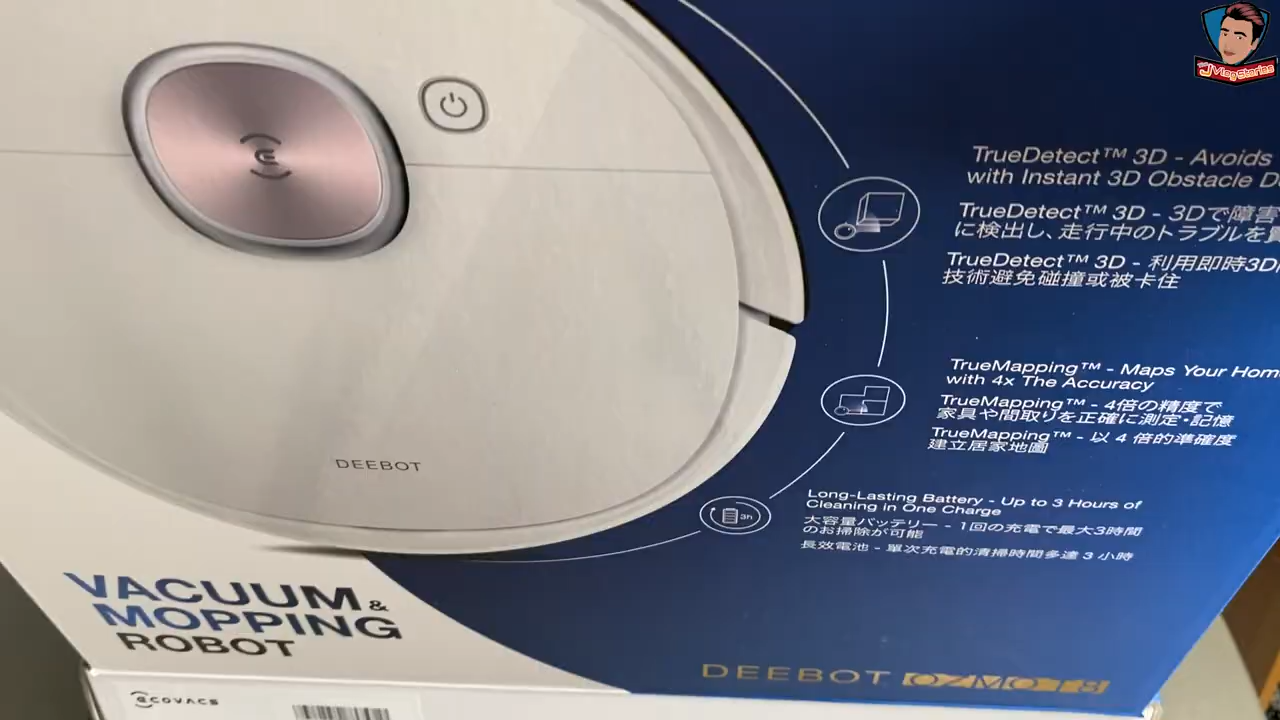 JVlogStories
TrueDetect™ 3D - Avoids
with Instant 3D Obstacle D
TrueDetect™ 3D - 3Dで障害
に検出し、走行中のトラブルを
TrueDetect™ 3D - 利用即時3D
技術避免碰撞或被卡住
TrueMapping™ - Maps Your Hom
with 4x The Accuracy
TrueMapping™ - 4倍の精度で
家具や間取りを正確に測定・記憶
TrueMapping™ - 以 4 倍的準確度
建立居家地圖
3h
Long-Lasting Battery - Up to 3 Hours of
Cleaning in One Charge
大容量バッテリー - 1回の充電で最大3時間
のお掃除が可能
長效電池 - 單次充電的清掃時間多達 3 小時
DEEBOT
VACUUM &
MOPPING
ROBOT
DEEBOT OZMO T8
ECOVACS